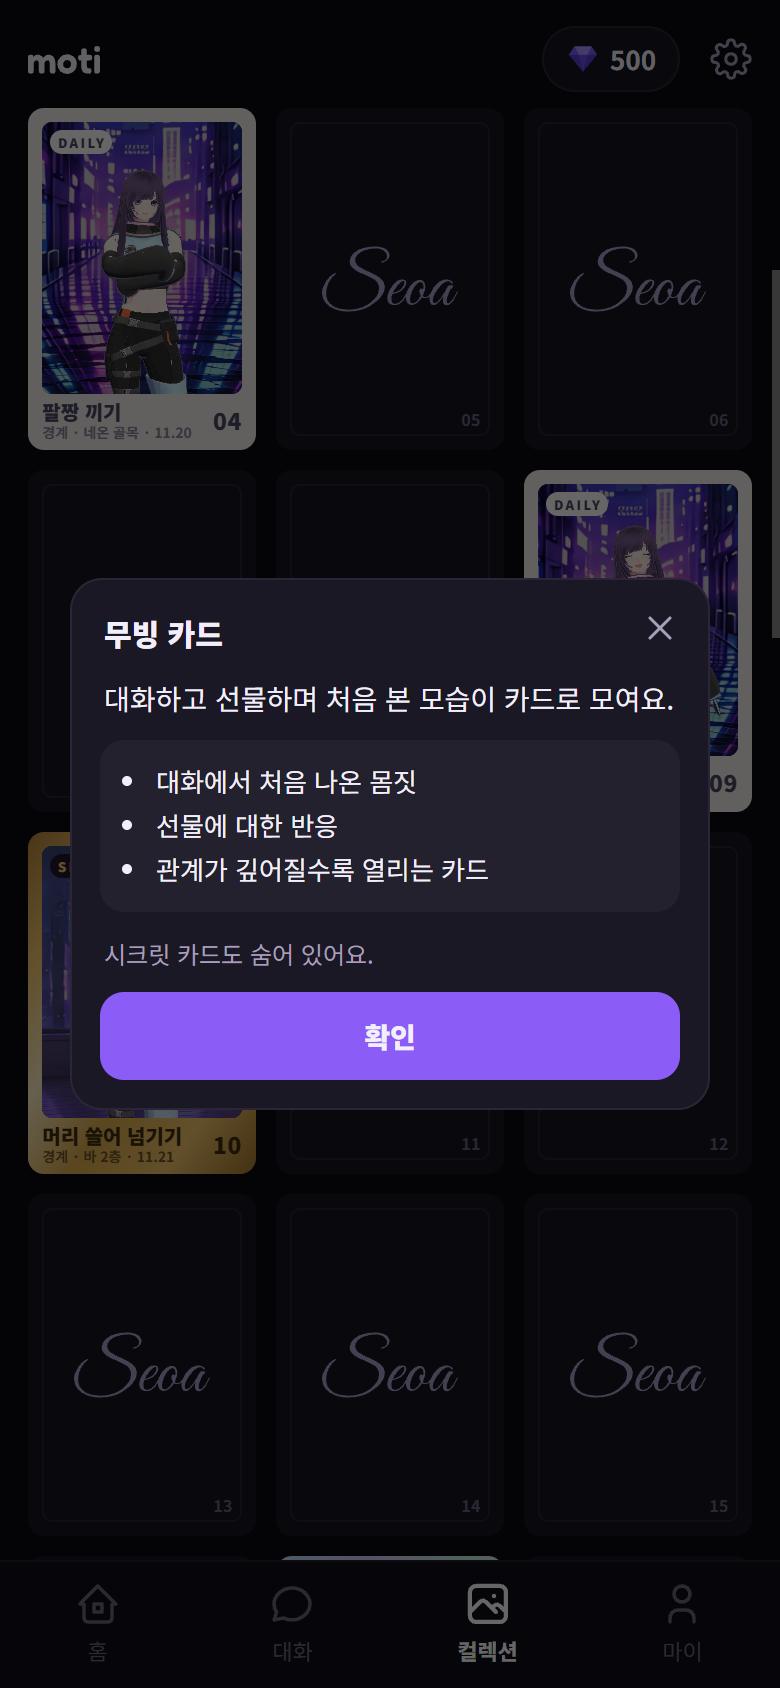 moti
500
DAILY
팔짱 끼기
경계 · 네온 골목 · 11.20
04
Seoa
05
Seoa
06
DAILY
09
무빙 카드
대화하고 선물하며 처음 본 모습이 카드로 모여요.
• 대화에서 처음 나온 몸짓
• 선물에 대한 반응
• 관계가 깊어질수록 열리는 카드
시크릿 카드도 숨어 있어요.
확인
머리 쓸어 넘기기
경계 · 바 2층 · 11.21
10
11
12
Seoa
13
Seoa
14
Seoa
15
홈
대화
컬렉션
마이